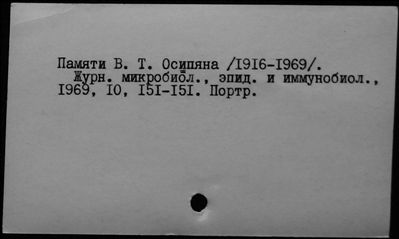 Памяти В. Т. Осипяна /1916-1969/.
Журн. микробиол., эпид. и иммунобиол.,
1969, 10, 151-151. Портр.